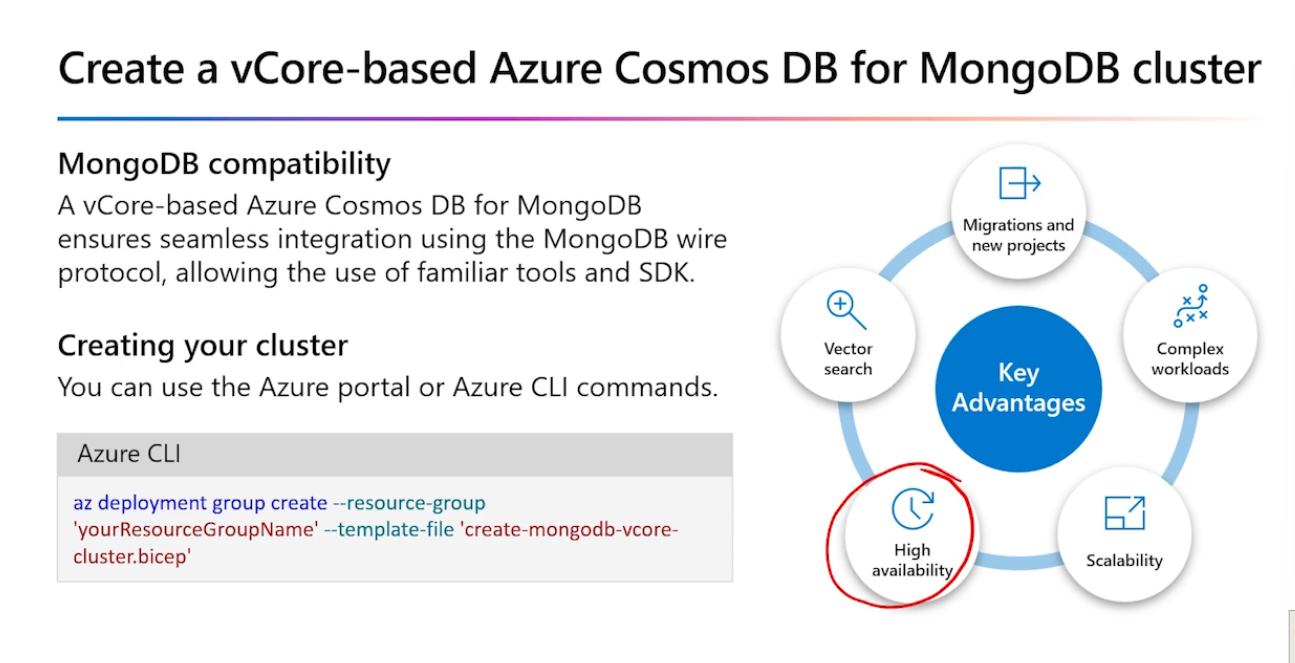 Create a vCore-based Azure Cosmos DB for MongoDB cluster
MongoDB compatibility
A vCore-based Azure Cosmos DB for MongoDB
ensures seamless integration using the MongoDB wire
protocol, allowing the use of familiar tools and SDK.
Creating your cluster
You can use the Azure portal or Azure CLI commands.
Azure CLI
az deployment group create --resource-group
'yourResourceGroupName' --template-file 'create-mongodb-vcore-
cluster.bicep'
Migrations and
new projects
Vector
search
Complex
workloads
Key
Advantages
High
availability
Scalability